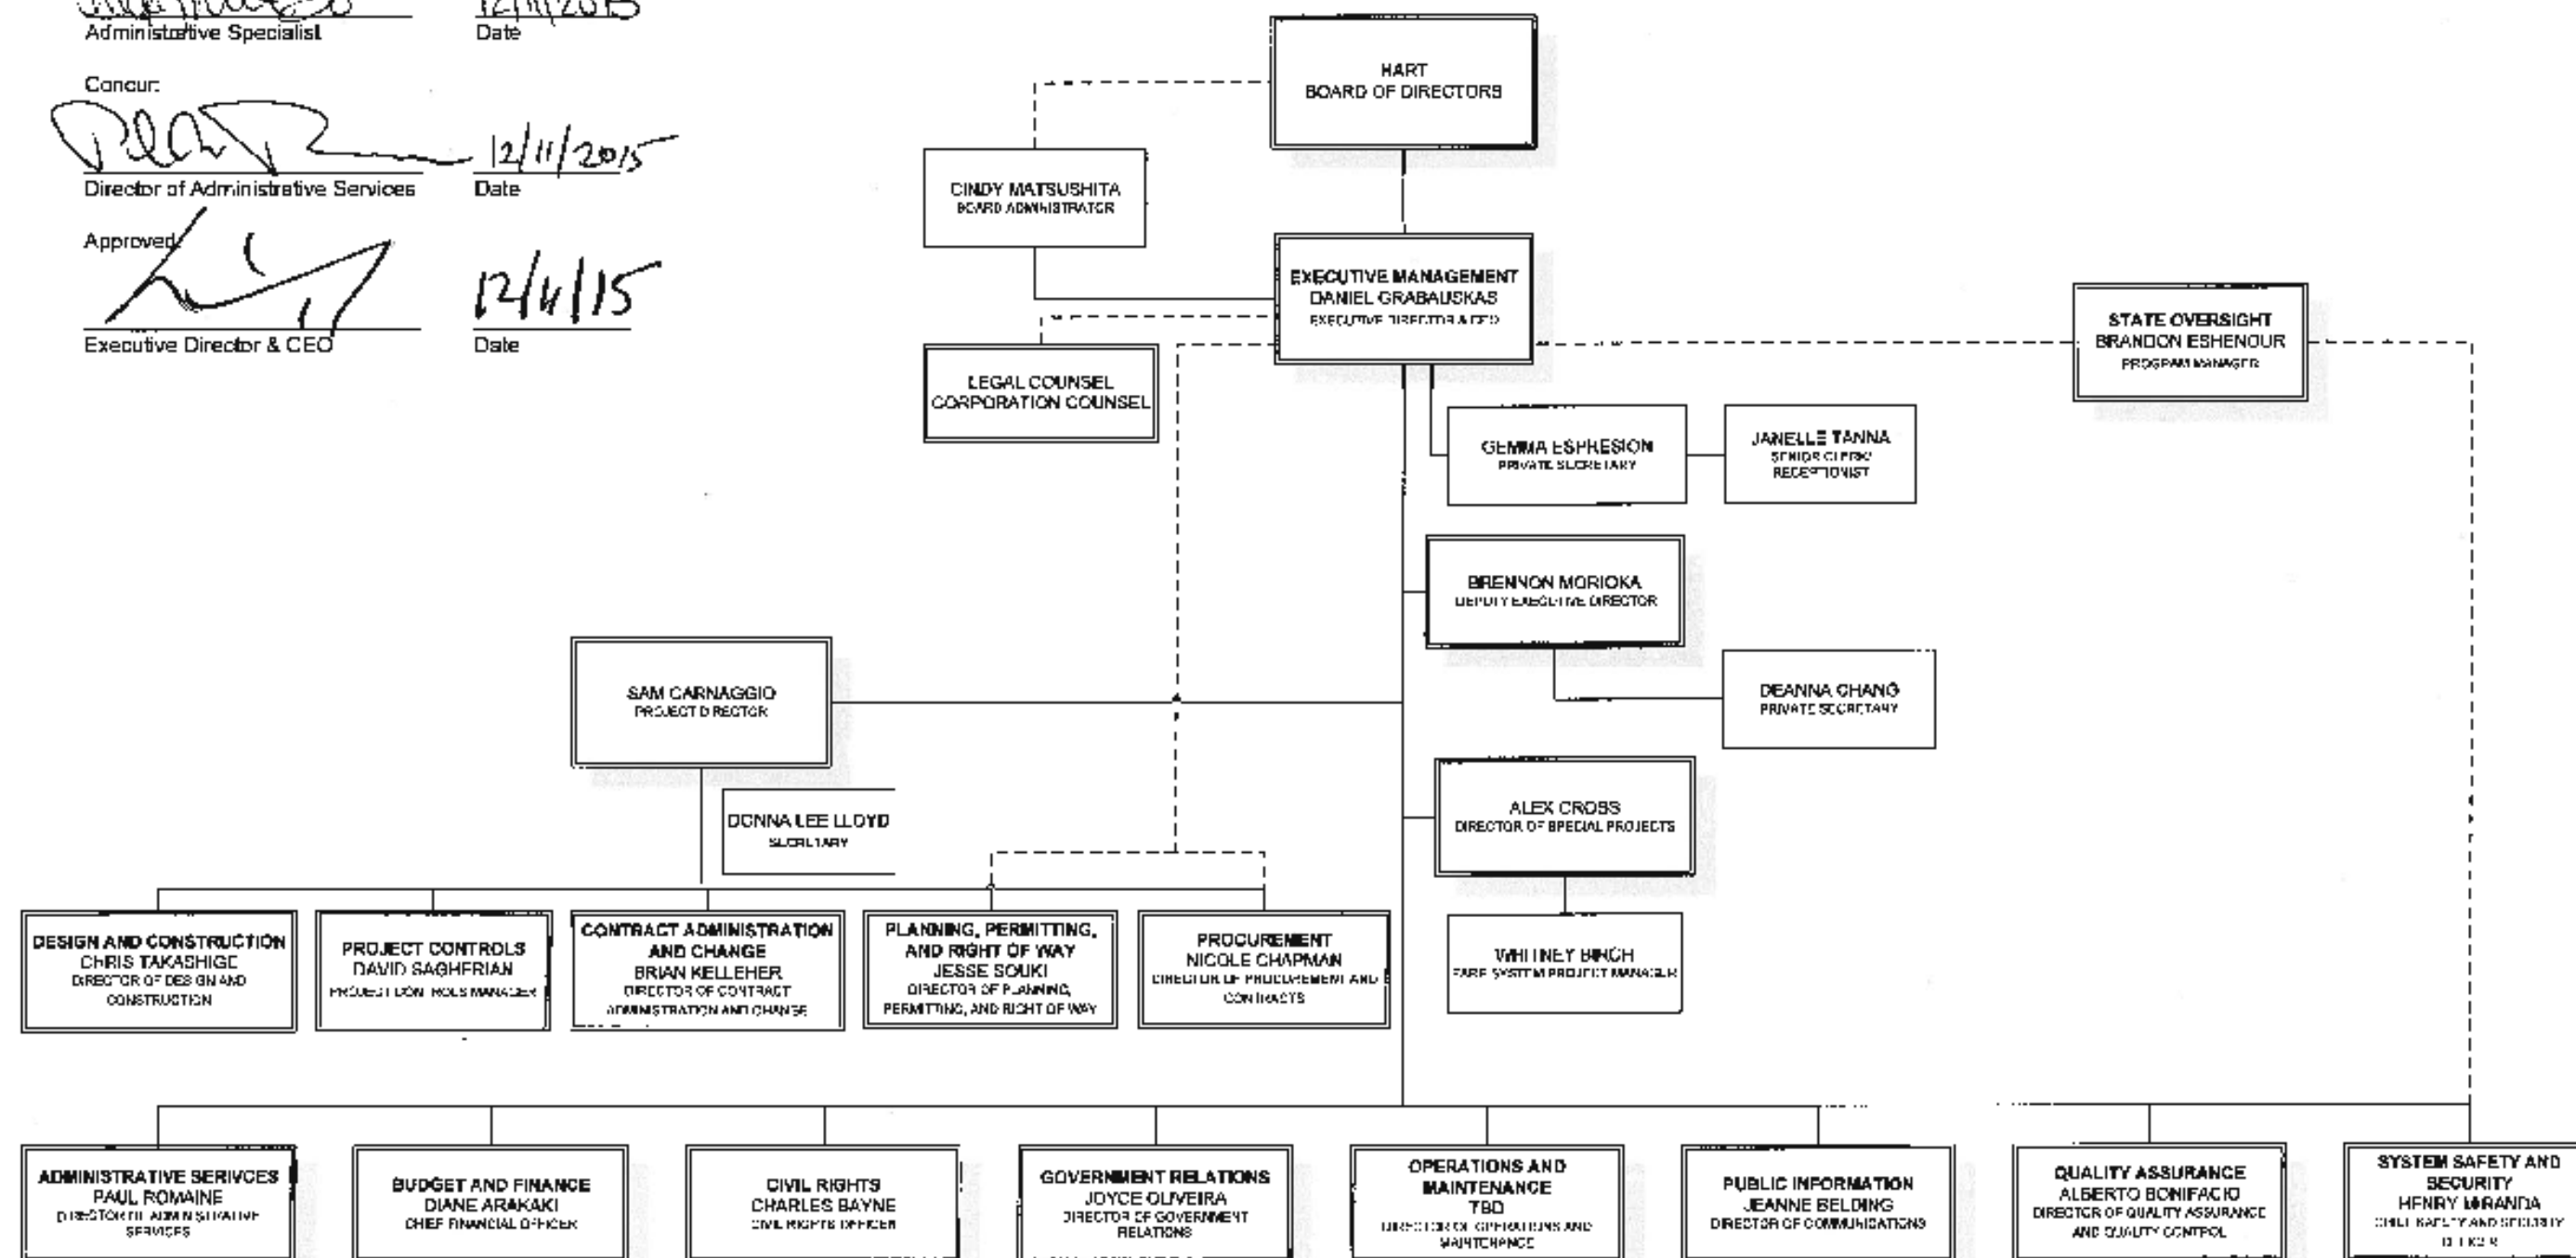 12/11/2015
Administrative Specialist
Date
Concur:
12/11/2015
Director of Administrative Services
Date
Approved:
12/11/15
Executive Director & CEO
Date
HART
BOARD OF DIRECTORS
CINDY MATSUSHITA
BOARD ADMINISTRATOR
EXECUTIVE MANAGEMENT
DANIEL GRABAUSKAS
EXECUTIVE DIRECTOR & CEO
LEGAL COUNSEL
CORPORATION COUNSEL
STATE OVERSIGHT
BRANDON ESHENOUR
PROGRAM MANAGER
GEMMA ESPRESION
PRIVATE SECRETARY
JANELLE TANNA
SENIOR CLERK/
RECEPTIONIST
BRENNON MORIOKA
DEPUTY EXECUTIVE DIRECTOR
DEANNA CHANG
PRIVATE SECRETARY
SAM CARNAGGIO
PROJECT DIRECTOR
DONNA LEE LLOYD
SECRETARY
ALEX CROSS
DIRECTOR OF SPECIAL PROJECTS
WHITNEY BIRCH
FARE SYSTEM PROJECT MANAGER
DESIGN AND CONSTRUCTION
CHRIS TAKASHIGE
DIRECTOR OF DESIGN AND
CONSTRUCTION
PROJECT CONTROLS
DAVID SAGHERIAN
PROJECT CONTROLS MANAGER
CONTRACT ADMINISTRATION
AND CHANGE
BRIAN KELLEHER
DIRECTOR OF CONTRACT
ADMINISTRATION AND CHANGE
PLANNING, PERMITTING,
AND RIGHT OF WAY
JESSE SOUKI
DIRECTOR OF PLANNING,
PERMITTING, AND RIGHT OF WAY
PROCUREMENT
NICOLE CHAPMAN
DIRECTOR OF PROCUREMENT AND
CONTRACTS
ADMINISTRATIVE SERIVCES
PAUL ROMAINE
DIRECTOR OF ADMINISTRATIVE
SERVICES
BUDGET AND FINANCE
DIANE ARAKAKI
CHIEF FINANCIAL OFFICER
CIVIL RIGHTS
CHARLES BAYNE
CIVIL RIGHTS OFFICER
GOVERNMENT RELATIONS
JOYCE OLIVEIRA
DIRECTOR OF GOVERNMENT
RELATIONS
OPERATIONS AND
MAINTENANCE
TBD
DIRECTOR OF OPERATIONS AND
MAINTENANCE
PUBLIC INFORMATION
JEANNE BELDING
DIRECTOR OF COMMUNICATIONS
QUALITY ASSURANCE
ALBERTO BONIFACIO
DIRECTOR OF QUALITY ASSURANCE
AND QUALITY CONTROL
SYSTEM SAFETY AND
SECURITY
HENRY MIRANDA
CHIEF SAFETY AND SECURITY
OFFICER